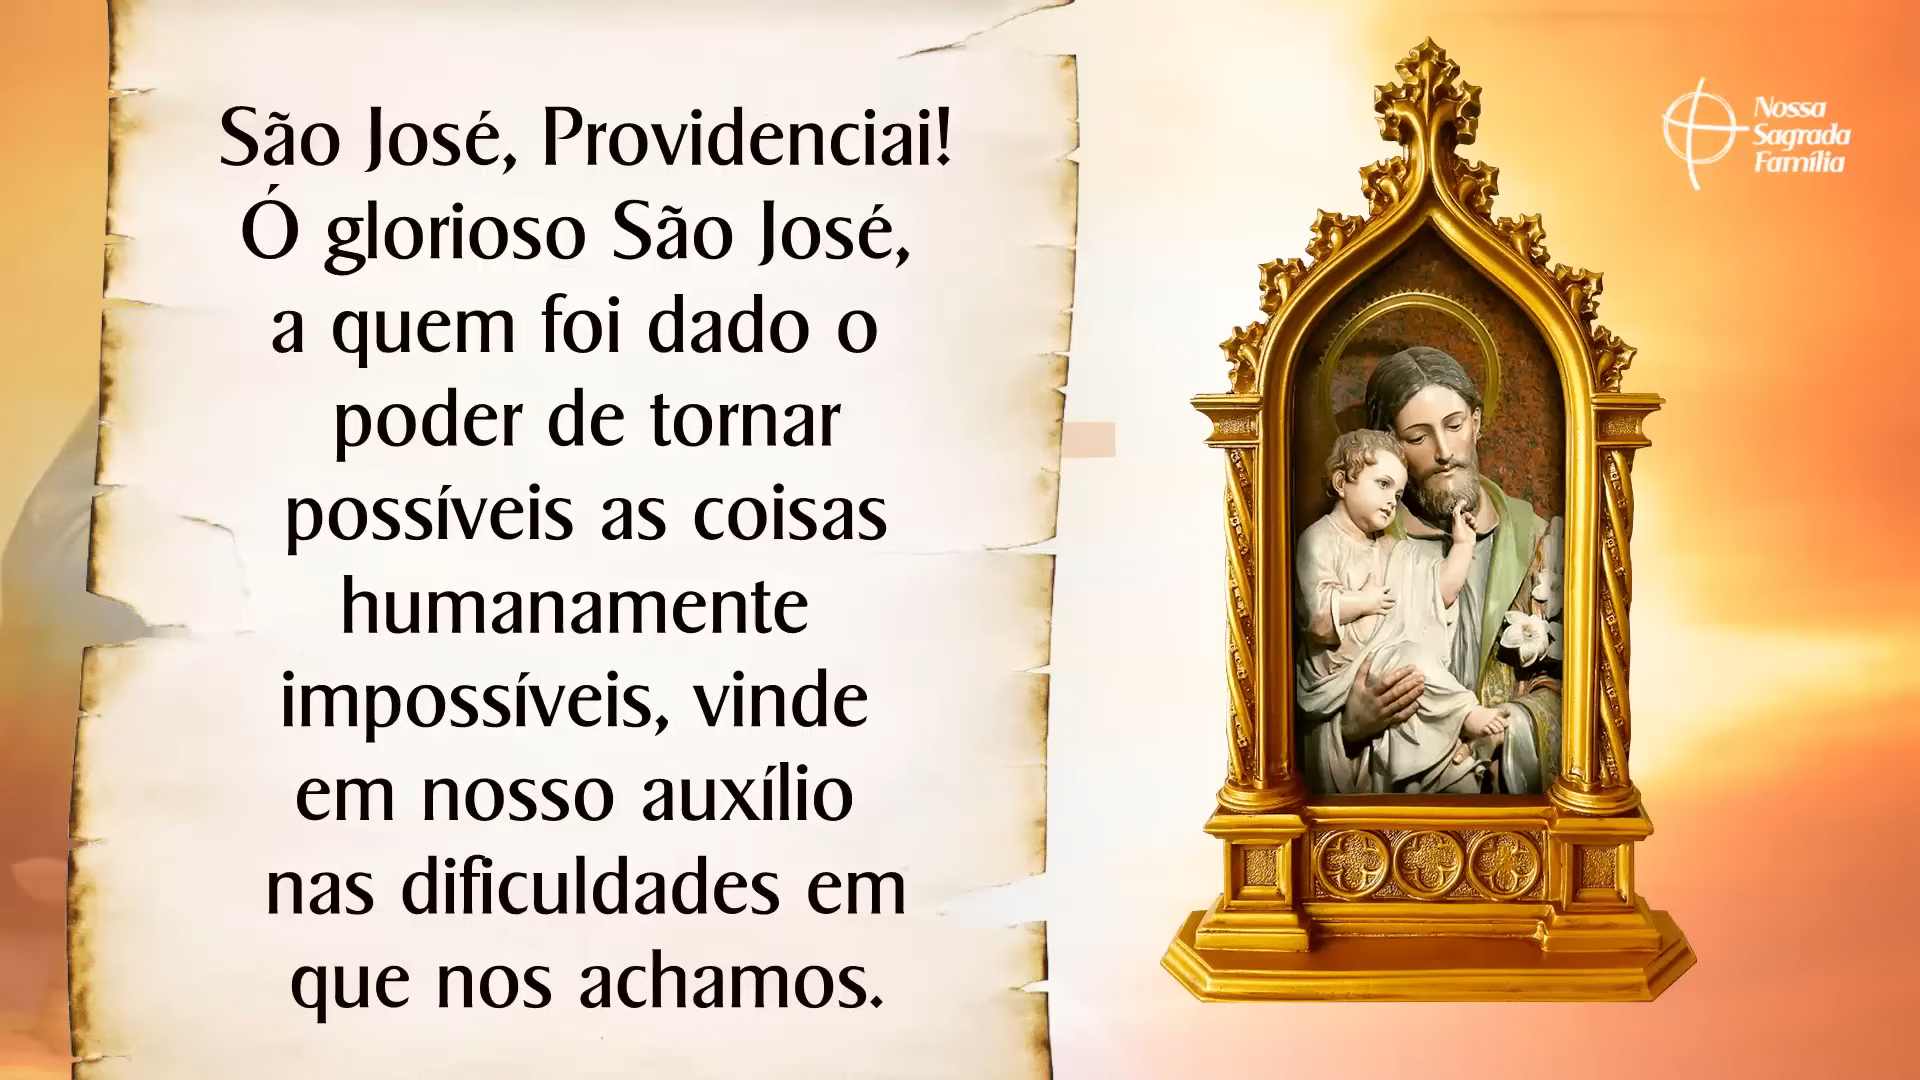 São José, Providenciai!
Ó glorioso São José,
a quem foi dado o
poder de tornar
possíveis as coisas
humanamente
impossíveis, vinde
em nosso auxílio
nas dificuldades em
que nos achamos.
Nossa
Sagrada
Família